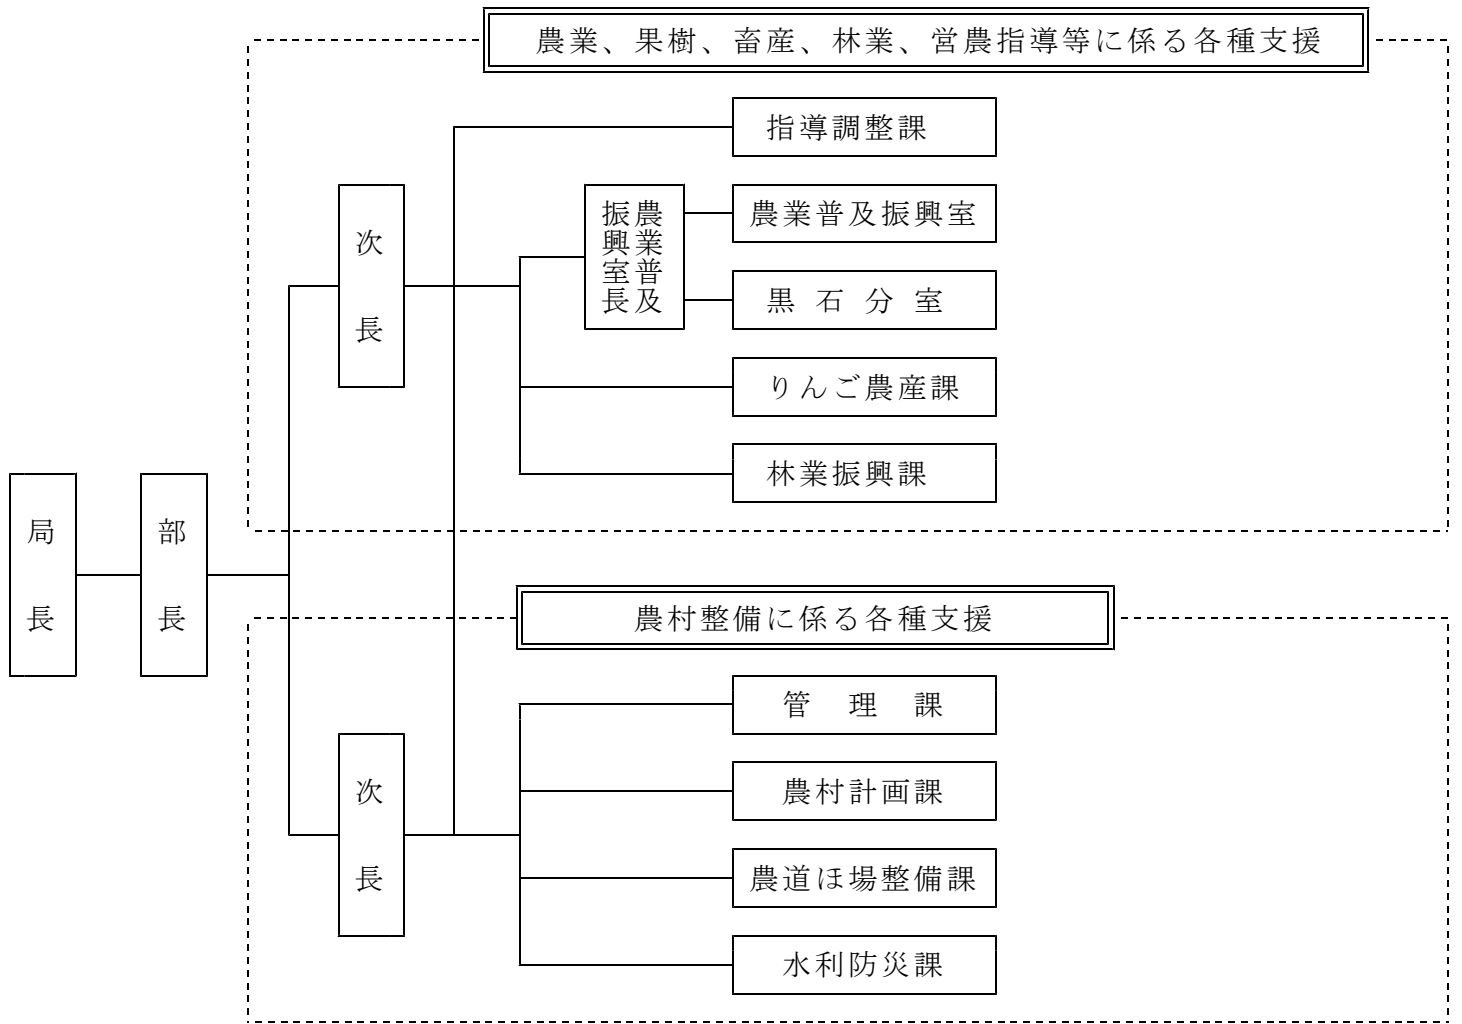 農業、果樹、畜産、林業、営農指導等に係る各種支援
指導調整課
次長
農業普及
振興室長
農業普及振興室
黒石分室
りんご農産課
林業振興課
局長
部長
農村整備に係る各種支援
管理課
次長
農村計画課
農道ほ場整備課
水利防災課